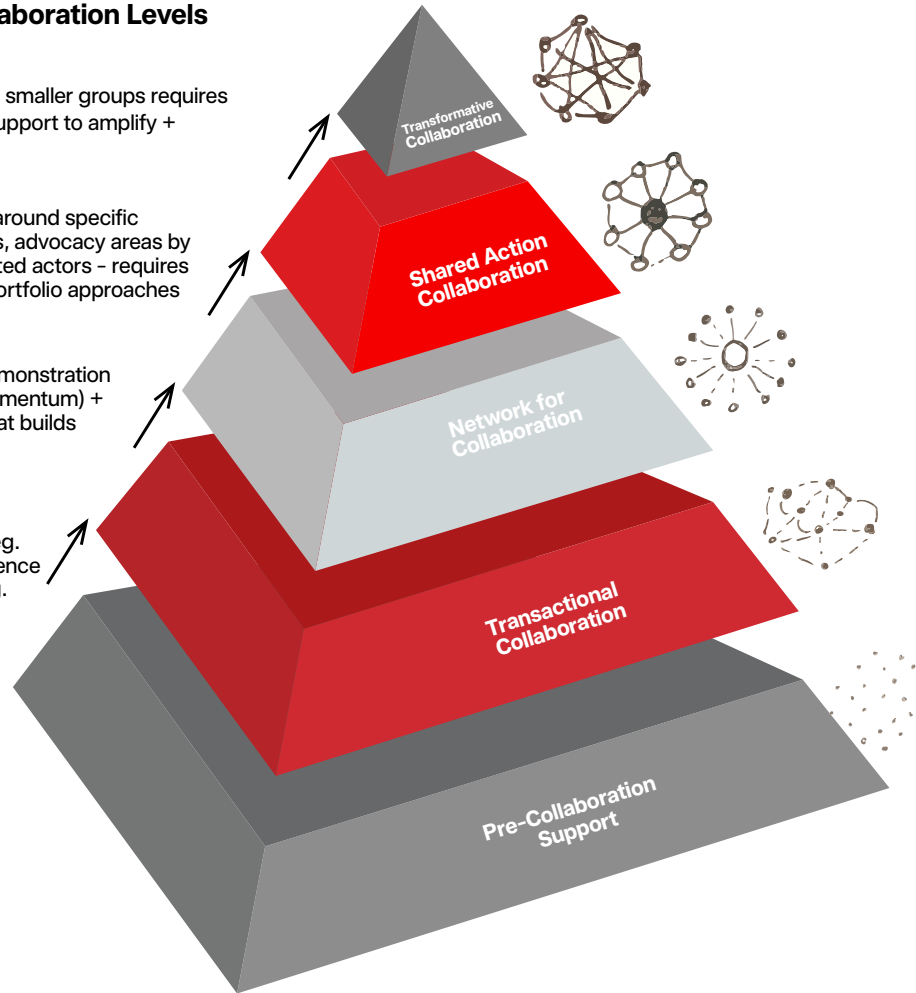 aboration Levels
smaller groups requires
upport to amplify +
around specific
s, advocacy areas by
ted actors - requires
ortfolio approaches
monstration
mentum) +
at builds
eg.
ence
Transformative
Collaboration
Shared Action
Collaboration
Network for
Collaboration
Transactional
Collaboration
Pre-Collaboration
Support